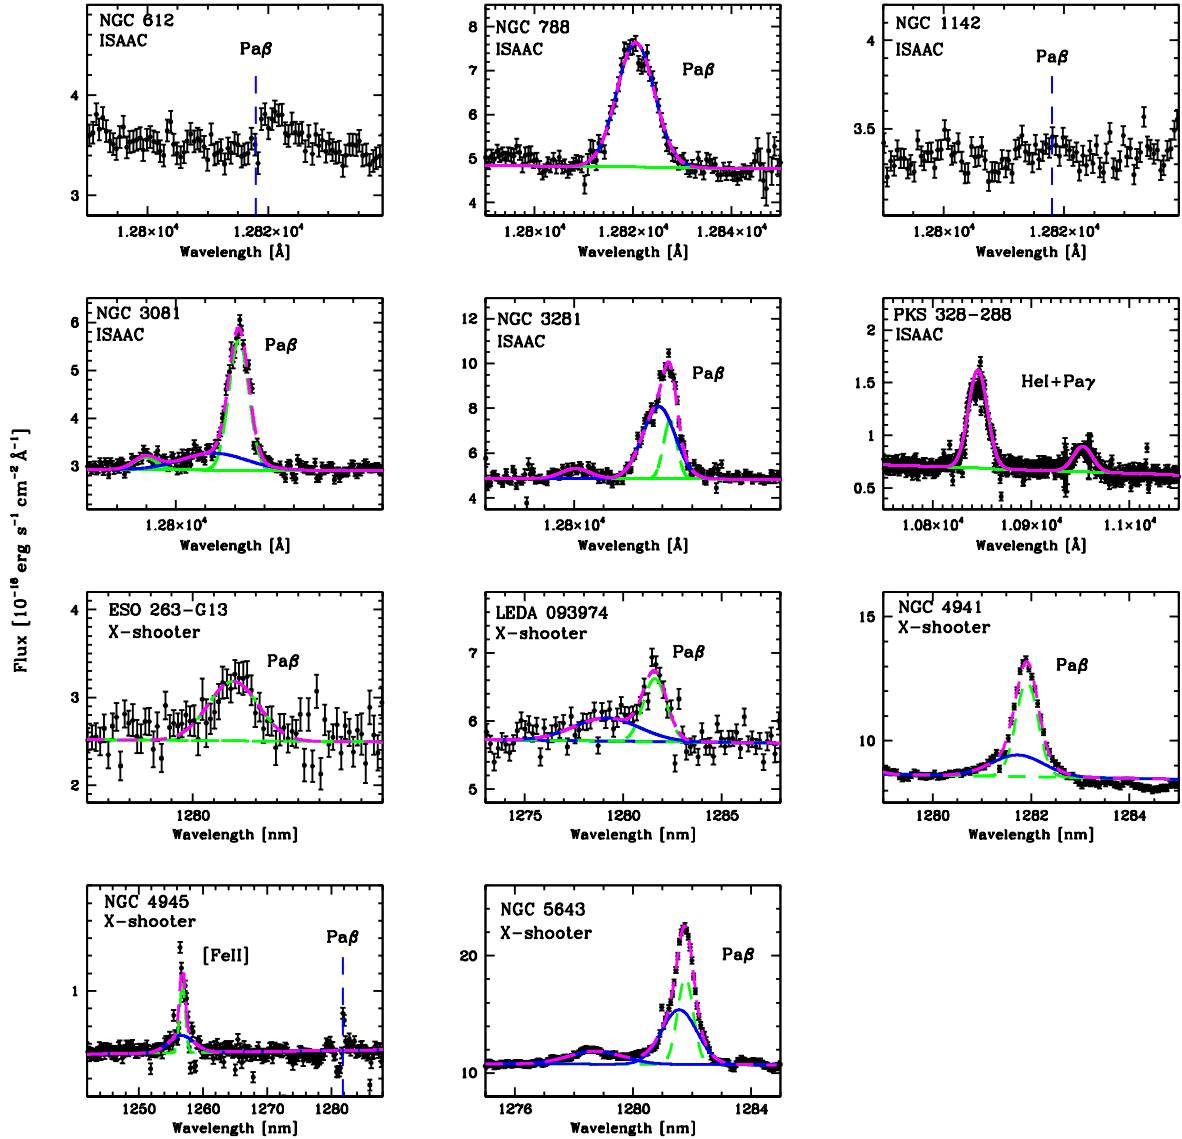 Flux [10⁻¹⁶ erg s⁻¹ cm⁻² Å⁻¹]
NGC 612
ISAAC
Paβ
4
3
1.28×10⁴
1.282×10⁴
Wavelength [Å]
NGC 788
ISAAC
Paβ
8
7
6
5
4
1.28×10⁴
1.282×10⁴
1.284×10⁴
Wavelength [Å]
NGC 1142
ISAAC
Paβ
4
3.5
1.28×10⁴
1.282×10⁴
Wavelength [Å]
NGC 3081
ISAAC
Paβ
6
5
4
3
1.28×10⁴
Wavelength [Å]
NGC 3281
ISAAC
Paβ
12
10
8
6
4
1.28×10⁴
Wavelength [Å]
PKS 328-288
ISAAC
HeI+Paγ
2
1.5
1
0.5
1.08×10⁴
1.09×10⁴
1.1×10⁴
Wavelength [Å]
ESO 263-G13
X-shooter
Paβ
4
3
2
1280
Wavelength [nm]
LEDA 093974
X-shooter
Paβ
7
6
5
1275
1280
1285
Wavelength [nm]
NGC 4941
X-shooter
Paβ
15
10
1280
1282
1284
Wavelength [nm]
NGC 4945
X-shooter
[FeII]
Paβ
1
1250
1260
1270
1280
Wavelength [nm]
NGC 5643
X-shooter
Paβ
20
10
1276
1280
1284
Wavelength [nm]